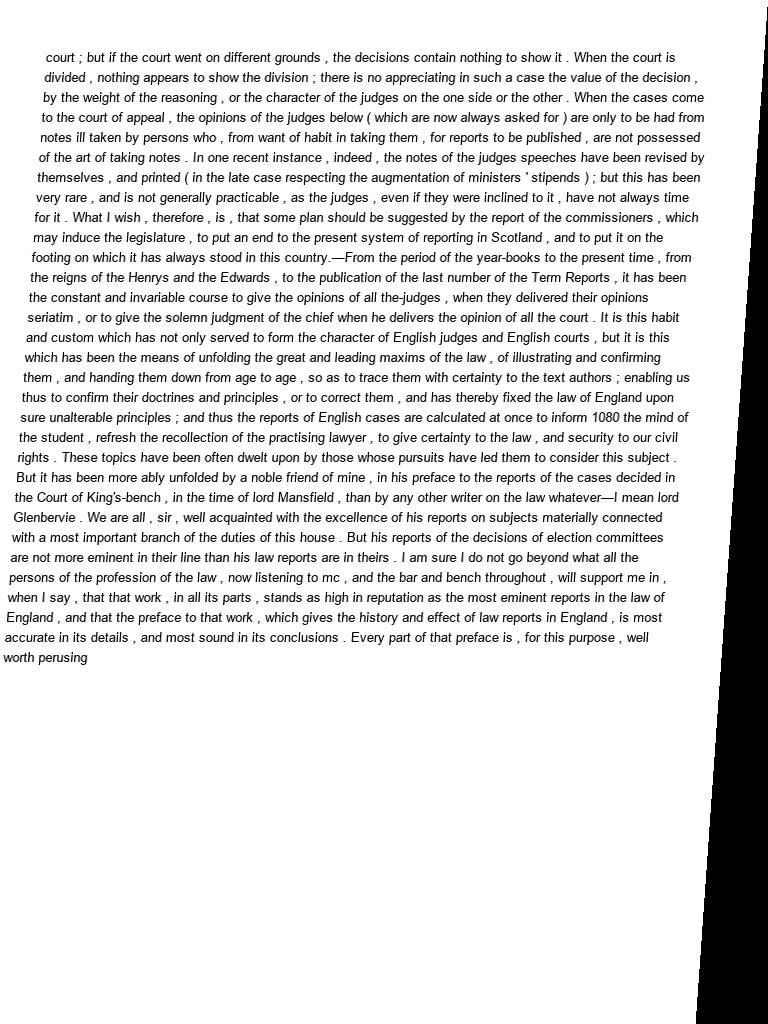 court ; but if the court went on different grounds , the decisions contain nothing to show it . When the court is
divided , nothing appears to show the division ; there is no appreciating in such a case the value of the decision ,
by the weight of the reasoning , or the character of the judges on the one side or the other . When the cases come
to the court of appeal , the opinions of the judges below ( which are now always asked for ) are only to be had from
notes ill taken by persons who , from want of habit in taking them , for reports to be published , are not possessed
of the art of taking notes . In one recent instance , indeed , the notes of the judges speeches have been revised by
themselves , and printed ( in the late case respecting the augmentation of ministers ' stipends ) ; but this has been
very rare , and is not generally practicable , as the judges , even if they were inclined to it , have not always time
for it . What I wish , therefore , is , that some plan should be suggested by the report of the commissioners , which
may induce the legislature , to put an end to the present system of reporting in Scotland , and to put it on the
footing on which it has always stood in this country.—From the period of the year-books to the present time , from
the reigns of the Henrys and the Edwards , to the publication of the last number of the Term Reports , it has been
the constant and invariable course to give the opinions of all the-judges , when they delivered their opinions
seriatim , or to give the solemn judgment of the chief when he delivers the opinion of all the court . It is this habit
and custom which has not only served to form the character of English judges and English courts , but it is this
which has been the means of unfolding the great and leading maxims of the law , of illustrating and confirming
them , and handing them down from age to age , so as to trace them with certainty to the text authors ; enabling us
thus to confirm their doctrines and principles , or to correct them , and has thereby fixed the law of England upon
sure unalterable principles ; and thus the reports of English cases are calculated at once to inform 1080 the mind of
the student , refresh the recollection of the practising lawyer , to give certainty to the law , and security to our civil
rights . These topics have been often dwelt upon by those whose pursuits have led them to consider this subject .
But it has been more ably unfolded by a noble friend of mine , in his preface to the reports of the cases decided in
the Court of King's-bench , in the time of lord Mansfield , than by any other writer on the law whatever—I mean lord
Glenbervie . We are all , sir , well acquainted with the excellence of his reports on subjects materially connected
with a most important branch of the duties of this house . But his reports of the decisions of election committees
are not more eminent in their line than his law reports are in theirs . I am sure I do not go beyond what all the
persons of the profession of the law , now listening to mc , and the bar and bench throughout , will support me in ,
when I say , that that work , in all its parts , stands as high in reputation as the most eminent reports in the law of
England , and that the preface to that work , which gives the history and effect of law reports in England , is most
accurate in its details , and most sound in its conclusions . Every part of that preface is , for this purpose , well
worth perusing